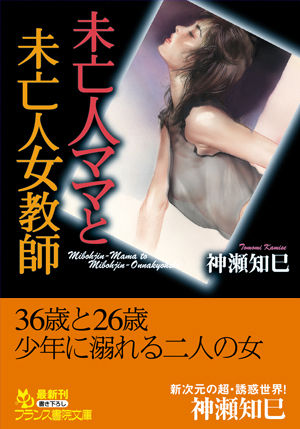 未亡人ママと
未亡人女教師
Mibohjin-Mama to
Mibohjin-Onnakyoshi
Tomomi Kamise
神瀬知巳
36歳と26歳
少年に溺れる二人の女
最新刊
書き下ろし
フランス書院文庫
新次元の超・誘惑世界!
神瀬知巳